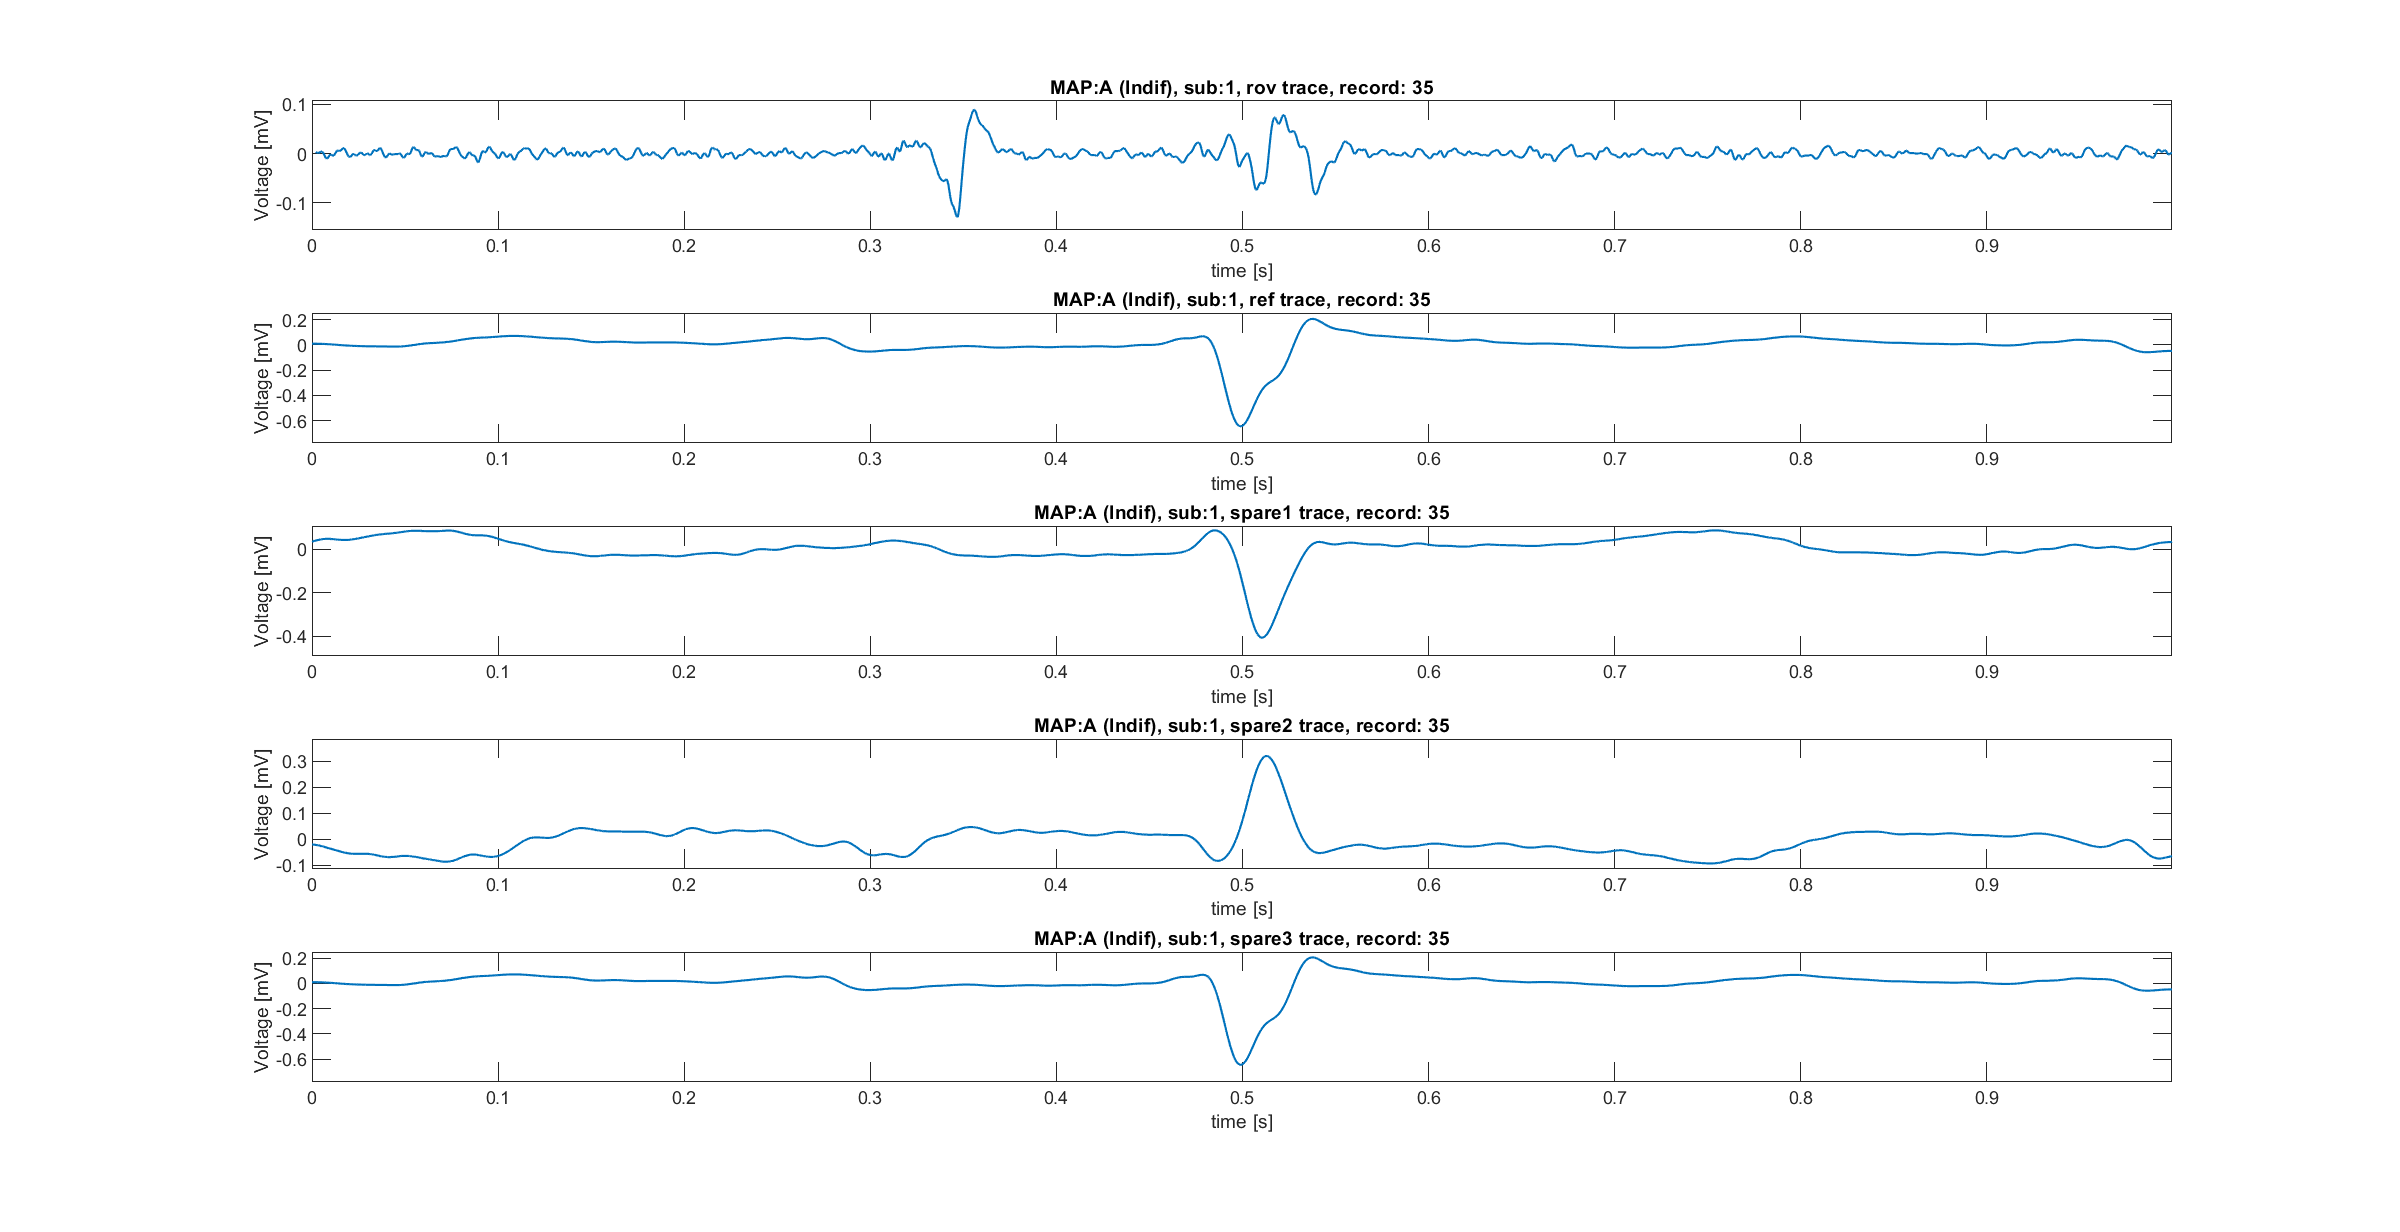 MAP:A (Indif), sub:1, rov trace, record: 35
Voltage [mV]
0.1
0
-0.1
0 0.1 0.2 0.3 0.4 0.5 0.6 0.7 0.8 0.9
time [s]
MAP:A (Indif), sub:1, ref trace, record: 35
Voltage [mV]
0.2
0
-0.2
-0.4
-0.6
0 0.1 0.2 0.3 0.4 0.5 0.6 0.7 0.8 0.9
time [s]
MAP:A (Indif), sub:1, spare1 trace, record: 35
Voltage [mV]
0
-0.2
-0.4
0 0.1 0.2 0.3 0.4 0.5 0.6 0.7 0.8 0.9
time [s]
MAP:A (Indif), sub:1, spare2 trace, record: 35
Voltage [mV]
0.3
0.2
0.1
0
-0.1
0 0.1 0.2 0.3 0.4 0.5 0.6 0.7 0.8 0.9
time [s]
MAP:A (Indif), sub:1, spare3 trace, record: 35
Voltage [mV]
0.2
0
-0.2
-0.4
-0.6
0 0.1 0.2 0.3 0.4 0.5 0.6 0.7 0.8 0.9
time [s]